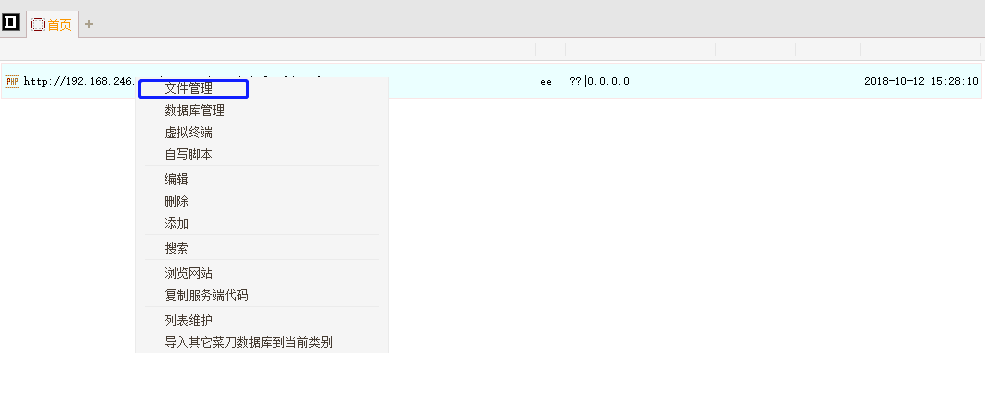 首页 +
PHP http://192.168.246. ee ??|0.0.0.0 2018-10-12 15:28:10
文件管理
数据库管理
虚拟终端
自写脚本
编辑
删除
添加
搜索
浏览网站
复制服务端代码
列表维护
导入其它菜刀数据库到当前类别